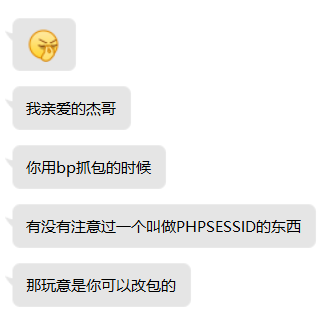 我亲爱的杰哥
你用bp抓包的时候
有没有注意过一个叫做PHPSESSID的东西
那玩意是你可以改包的